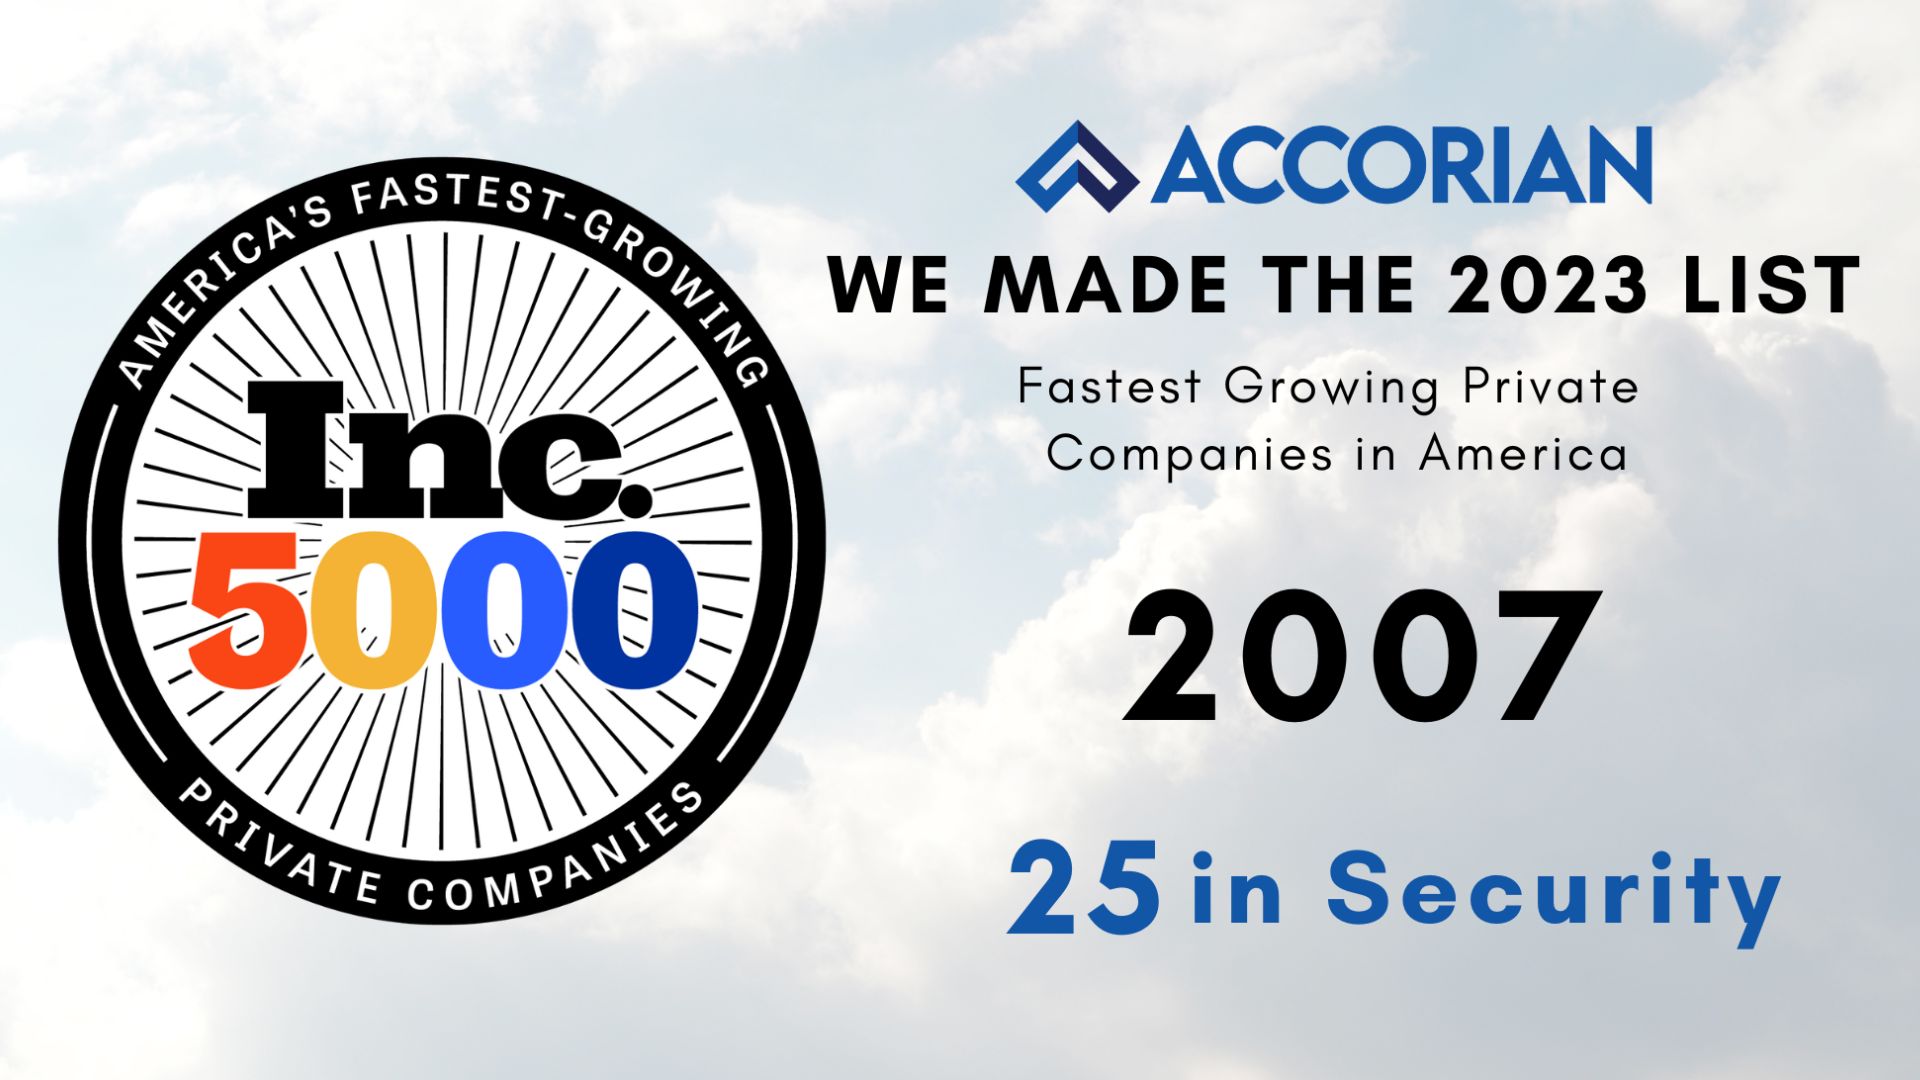 AMERICA'S FASTEST-GROWING
Inc.
5000
PRIVATE COMPANIES
ACCORIAN
WE MADE THE 2023 LIST
Fastest Growing Private
Companies in America
2007
25 in Security